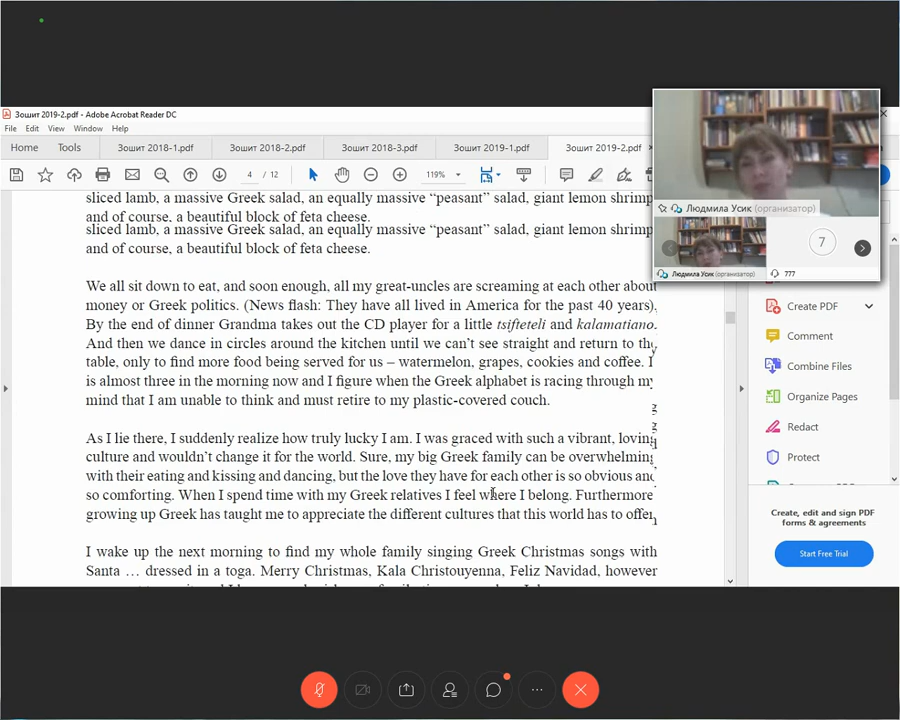 Зошит 2019-2.pdf - Adobe Acrobat Reader DC
File Edit View Window Help
Home Tools Зошит 2018-1.pdf Зошит 2018-2.pdf Зошит 2018-3.pdf Зошит 2019-1.pdf Зошит 2019-2.pdf
4 / 12 119%
sliced lamb, a massive Greek salad, an equally massive “peasant” salad, giant lemon shrimp
and of course, a beautiful block of feta cheese.
sliced lamb, a massive Greek salad, an equally massive “peasant” salad, giant lemon shrimp
and of course, a beautiful block of feta cheese.
We all sit down to eat, and soon enough, all my great-uncles are screaming at each other about
money or Greek politics. (News flash: They have all lived in America for the past 40 years),
By the end of dinner Grandma takes out the CD player for a little tsifteteli and kalamatiano.
And then we dance in circles around the kitchen until we can’t see straight and return to the
table, only to find more food being served for us – watermelon, grapes, cookies and coffee. I
is almost three in the morning now and I figure when the Greek alphabet is racing through my
mind that I am unable to think and must retire to my plastic-covered couch.
As I lie there, I suddenly realize how truly lucky I am. I was graced with such a vibrant, loving
culture and wouldn’t change it for the world. Sure, my big Greek family can be overwhelming
with their eating and kissing and dancing, but the love they have for each other is so obvious and
so comforting. When I spend time with my Greek relatives I feel where I belong. Furthermore
growing up Greek has taught me to appreciate the different cultures that this world has to offer.
I wake up the next morning to find my whole family singing Greek Christmas songs with
Santa … dressed in a toga. Merry Christmas, Kala Christouyenna, Feliz Navidad, however
Людмила Усик (организатор)
7
Людмила Усик (организатор)
777
Create PDF
Comment
Combine Files
Organize Pages
Redact
Protect
Create, edit and sign PDF
forms & agreements
Start Free Trial